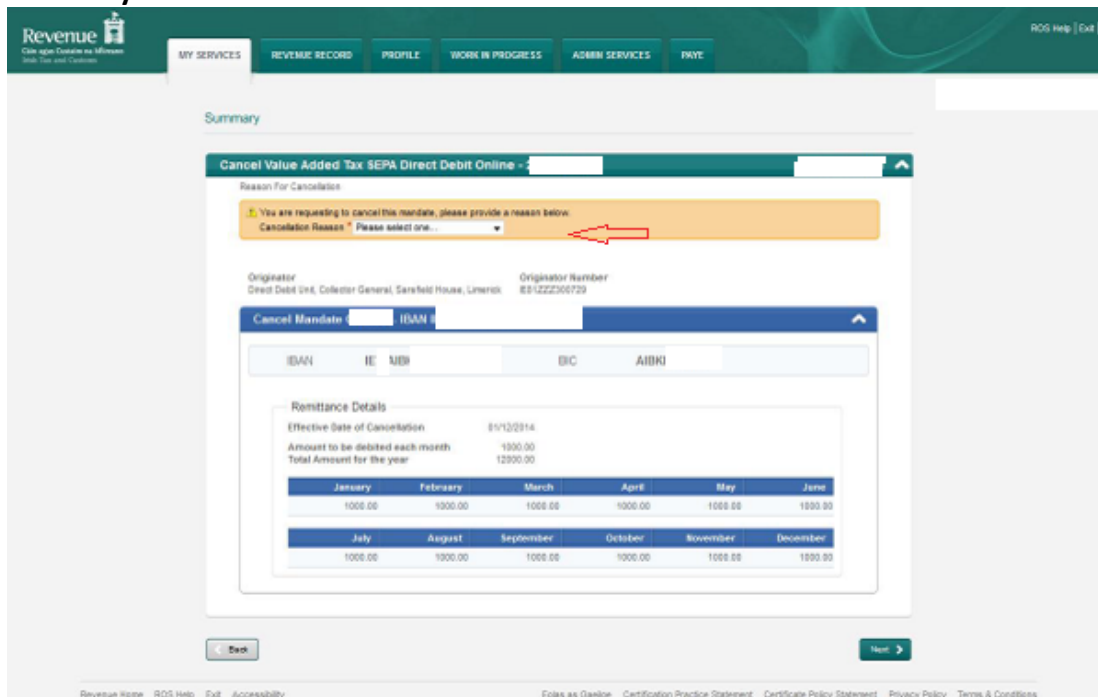 Revenue
Cáin agus Custaim na hÉireann
Irish Tax and Customs
MY SERVICES REVENUE RECORD PROFILE WORK IN PROGRESS ADMIN SERVICES PAYE
ROS Help | Exit
Summary
Cancel Value Added Tax SEPA Direct Debit Online -
Reason For Cancellation
You are requesting to cancel this mandate, please provide a reason below.
Cancellation Reason * Please select one...
Originator Originator Number
Direct Debit Unit, Collector General, Sarsfield House, Limerick IE51ZZZ300729
Cancel Mandate IBAN
IBAN IE AIBK BIC AIBKI
Remittance Details
Effective Date of Cancellation 01/12/2014
Amount to be debited each month 1000.00
Total Amount for the year 12000.00
January February March April May June
1000.00 1000.00 1000.00 1000.00 1000.00 1000.00
July August September October November December
1000.00 1000.00 1000.00 1000.00 1000.00 1000.00
Back Next
Revenue Home ROS Help Exit Accessibility Eolas as Gaeilge Certification Practice Statement Certificate Policy Statement Privacy Policy Terms & Conditions